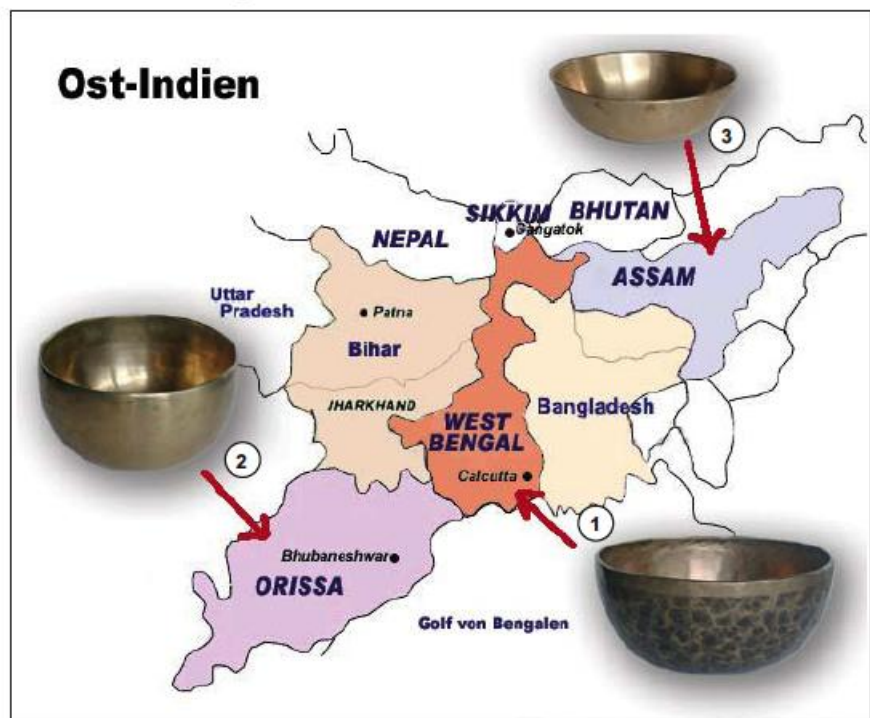 Ost-Indien
3
SIKKIM
BHUTAN
Gangatok
NEPAL
ASSAM
Uttar
Pradesh
Patna
Bihar
JHARKHAND
Bangladesh
WEST
BENGAL
2
Calcutta
1
Bhubaneshwar
ORISSA
Golf von Bengalen